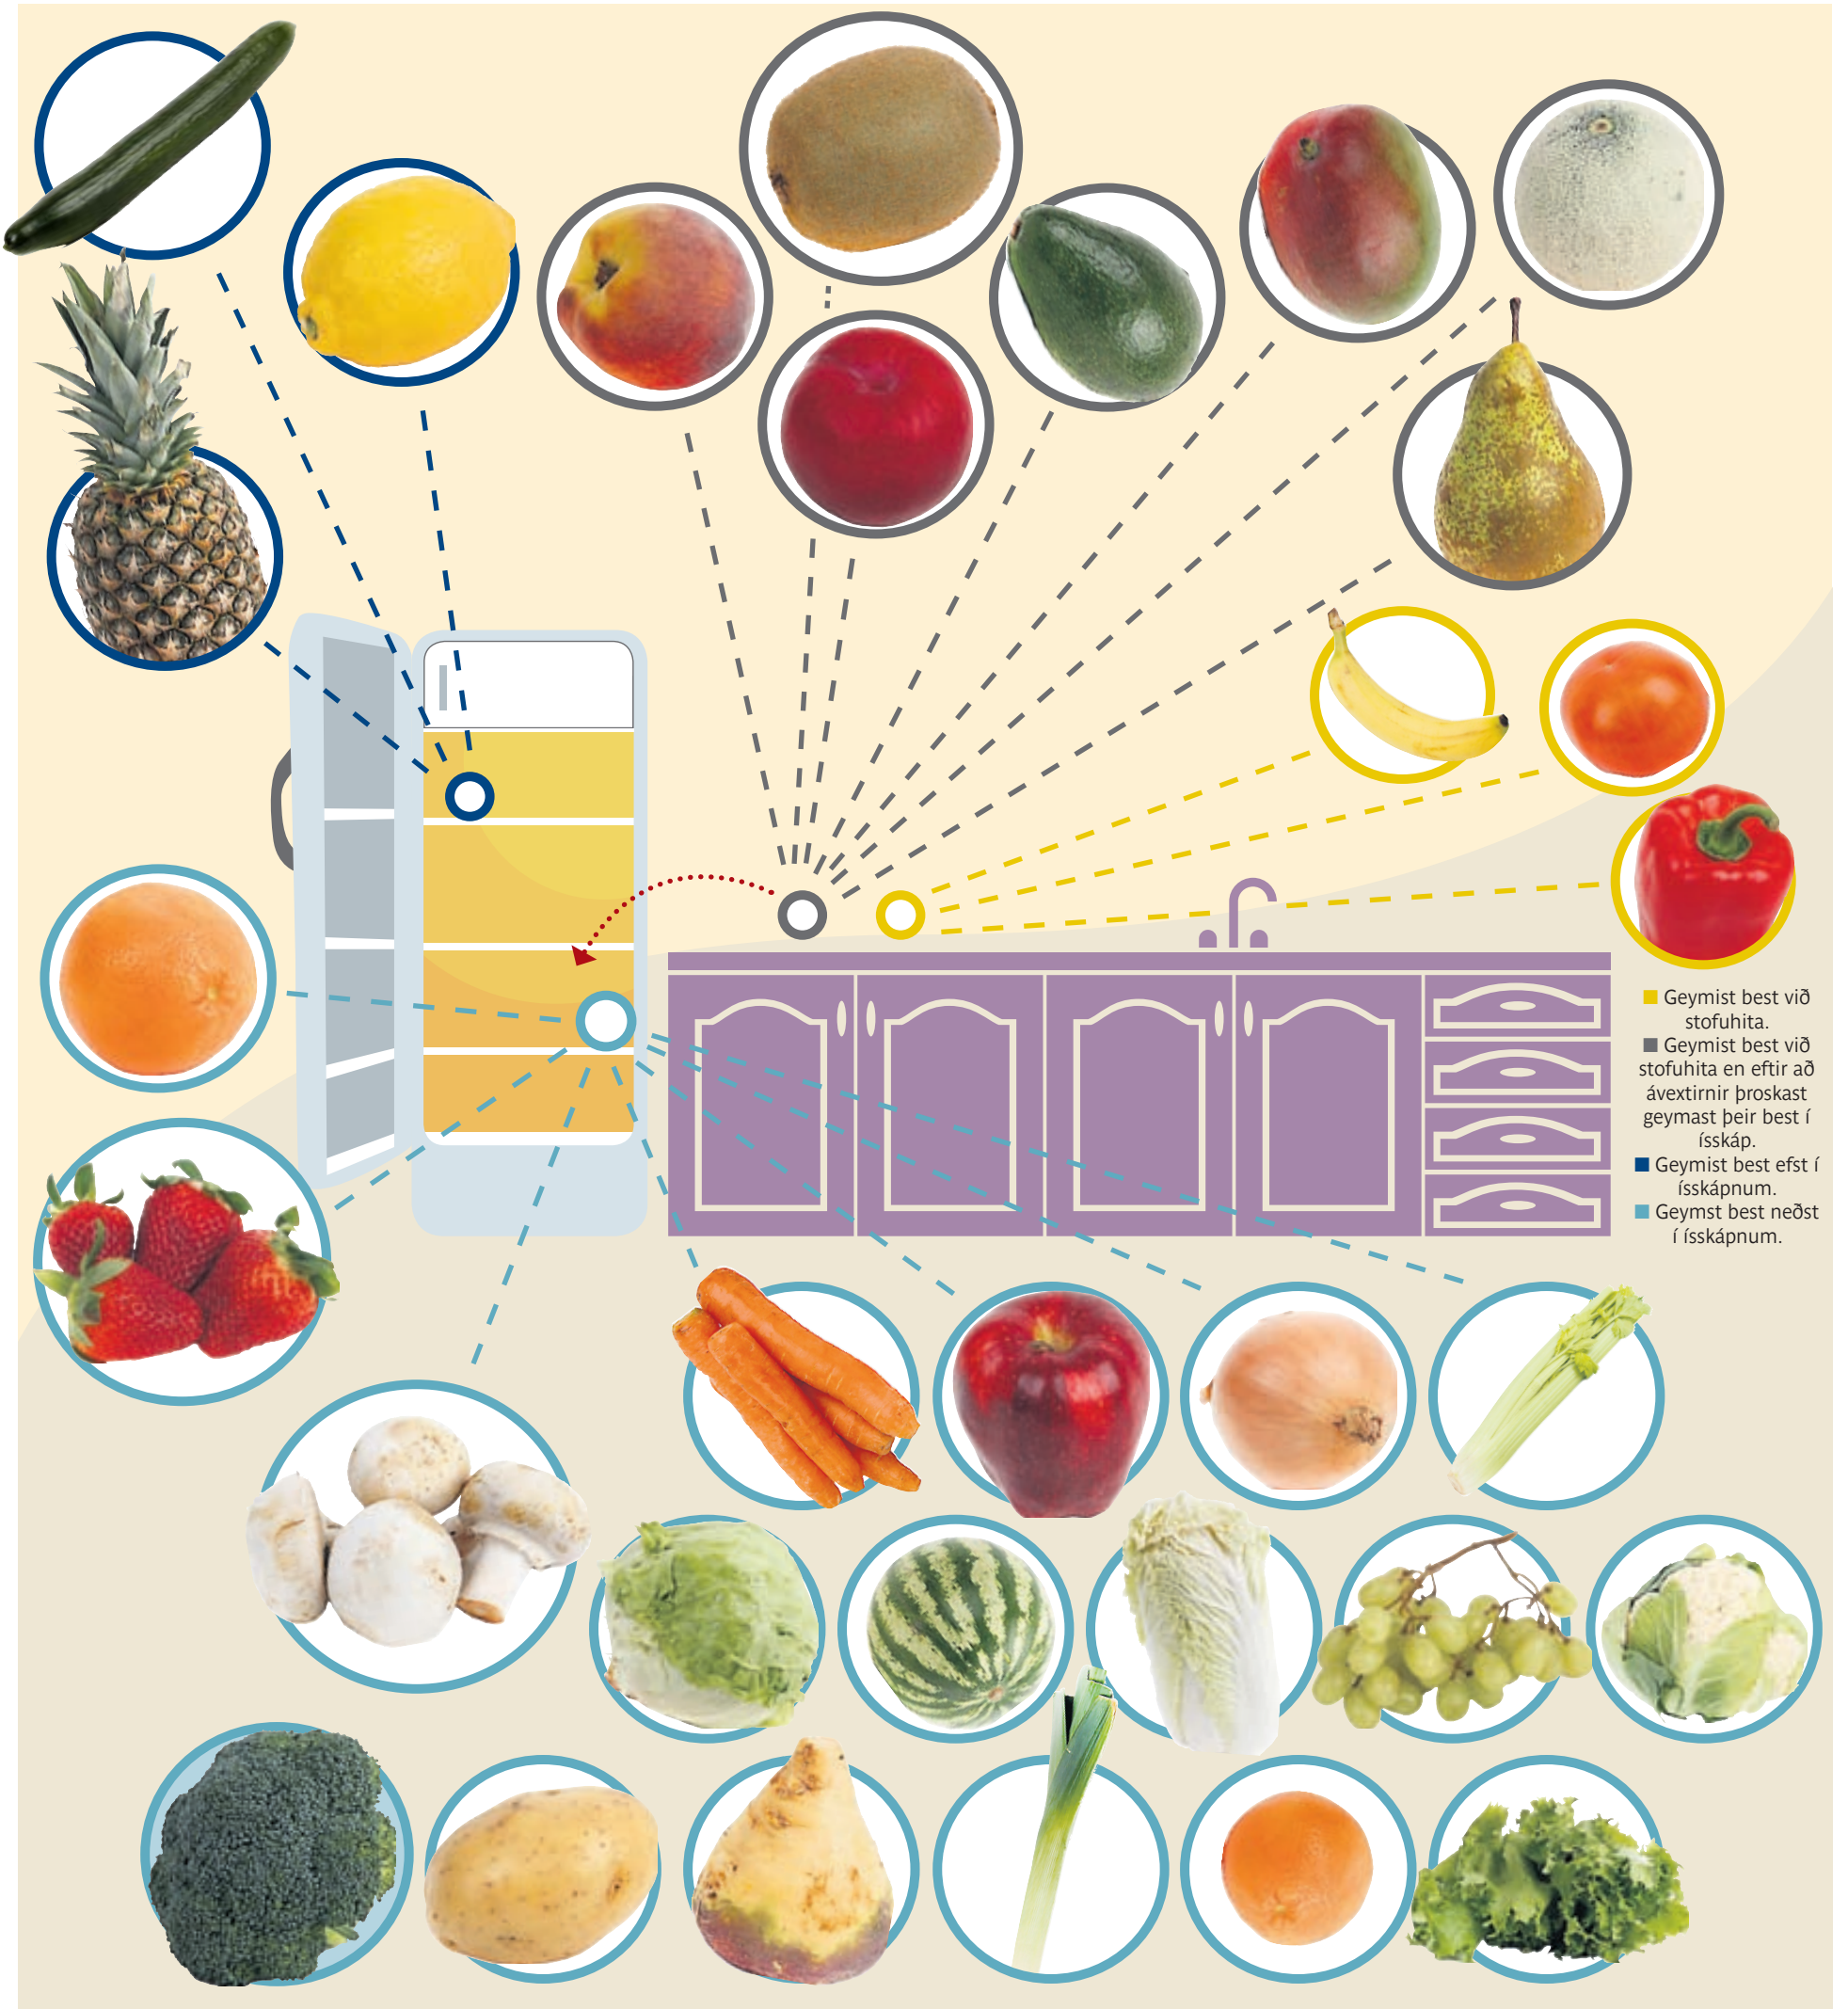 Geymist best við
stofuhita.
Geymist best við
stofuhita en eftir að
ávextirnir þroskast
geymast þeir best í
ísskáp.
Geymist best efst í
ísskápnum.
Geymst best neðst
í ísskápnum.